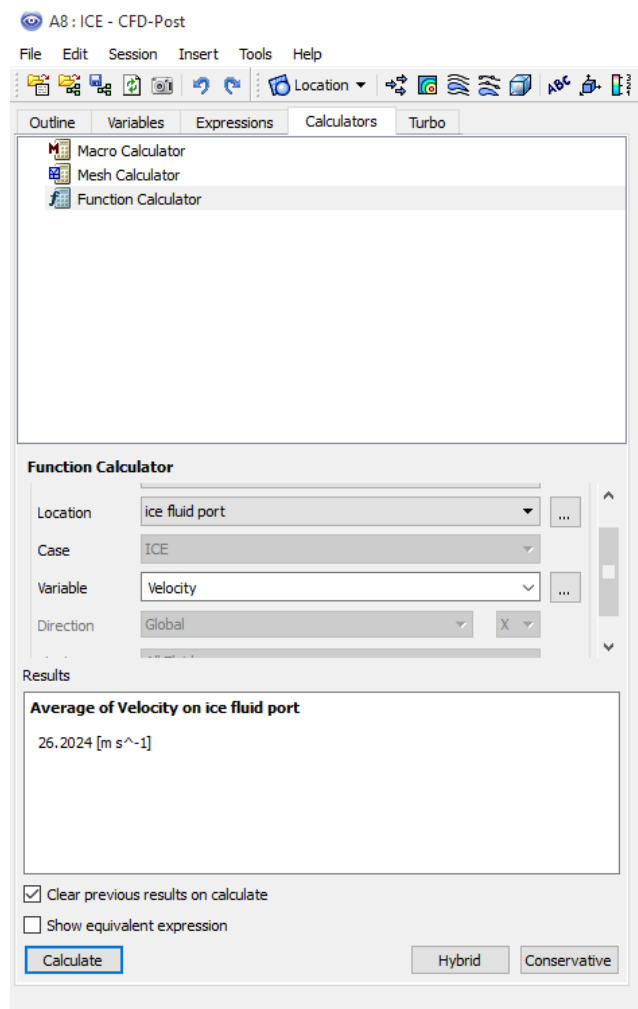 A8 : ICE - CFD-Post
File Edit Session Insert Tools Help
Location ABC
Outline Variables Expressions Calculators Turbo
Macro Calculator
Mesh Calculator
Function Calculator
Function Calculator
Location ice fluid port ...
Case ICE
Variable Velocity ...
Direction Global X
Results
Average of Velocity on ice fluid port
26.2024 [m s^-1]
Clear previous results on calculate
Show equivalent expression
Calculate Hybrid Conservative